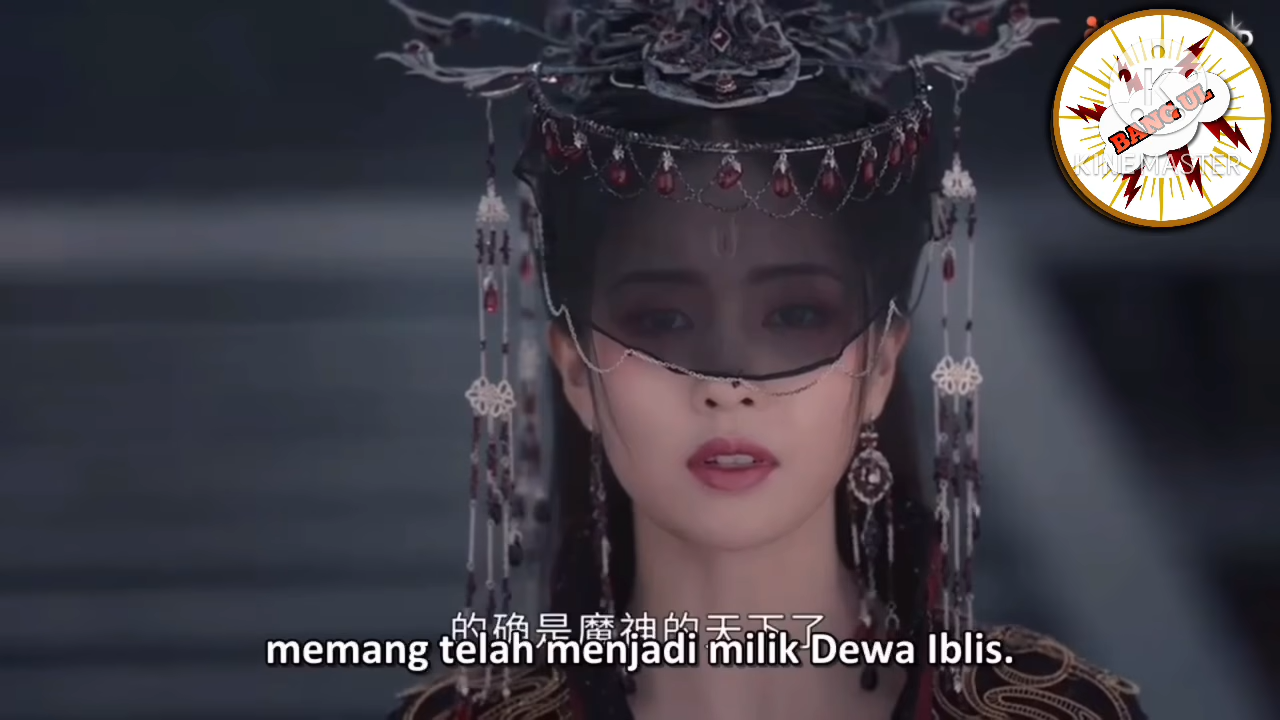 BANG UL
KINEMASTER
的确是魔神的天下了
memang telah menjadi milik Dewa Iblis.